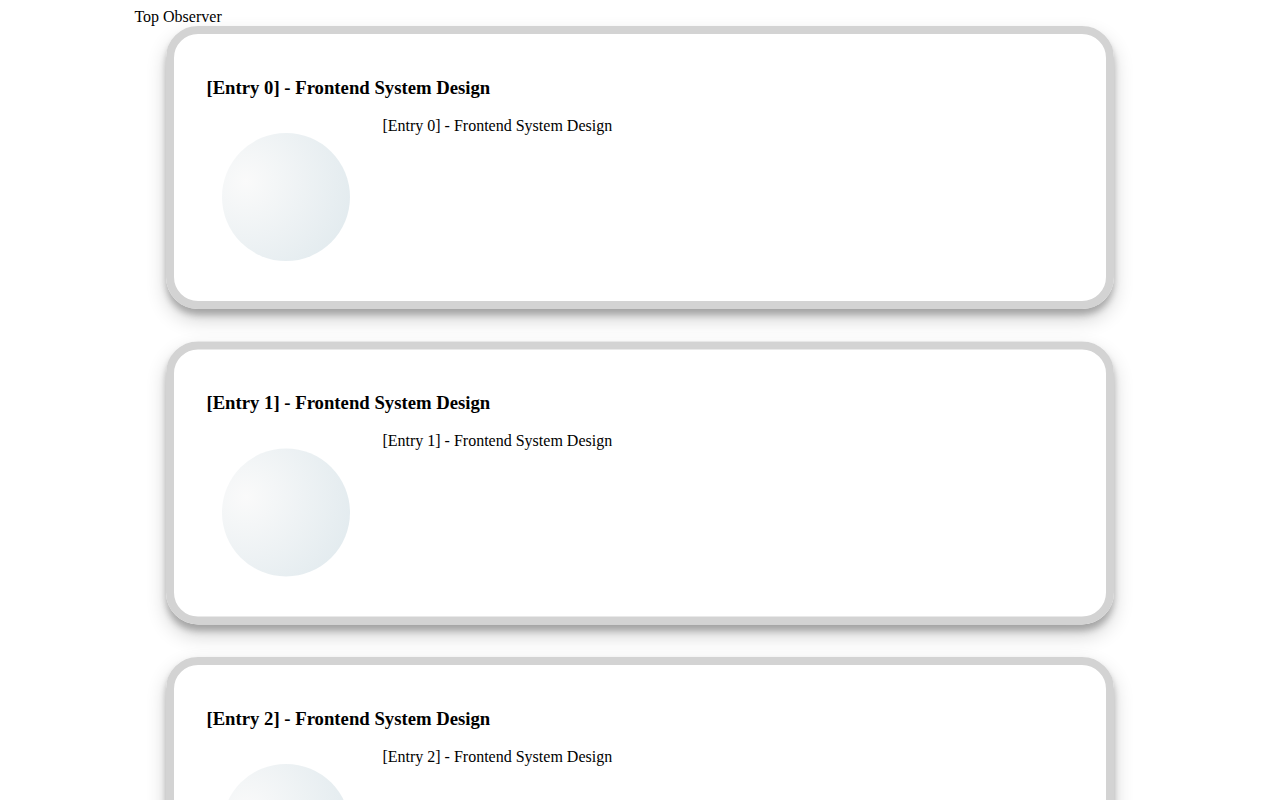 Top Observer
[Entry 0] - Frontend System Design
[Entry 0] - Frontend System Design
[Entry 1] - Frontend System Design
[Entry 1] - Frontend System Design
[Entry 2] - Frontend System Design
[Entry 2] - Frontend System Design